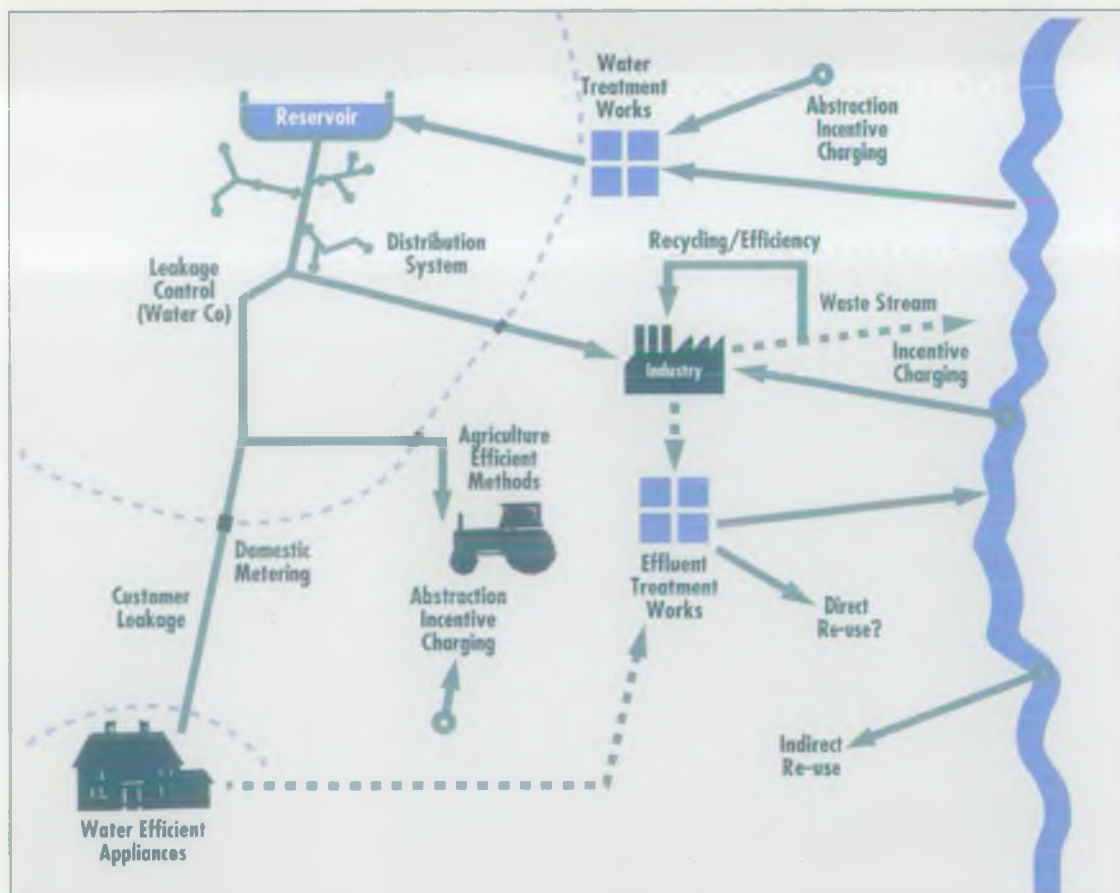 Water
Treatment
Works
Reservoir
Abstraction
Incentive
Charging
Distribution
System
Recycling/Efficiency
Leakage
Control
(Water Co)
Waste Stream
Incentive
Charging
Industry
Agriculture
Efficient
Methods
Domestic
Metering
Customer
Leakage
Abstraction
Incentive
Charging
Effluent
Treatment
Works
Direct
Re-use?
Indirect
Re-use
Water Efficient
Appliances